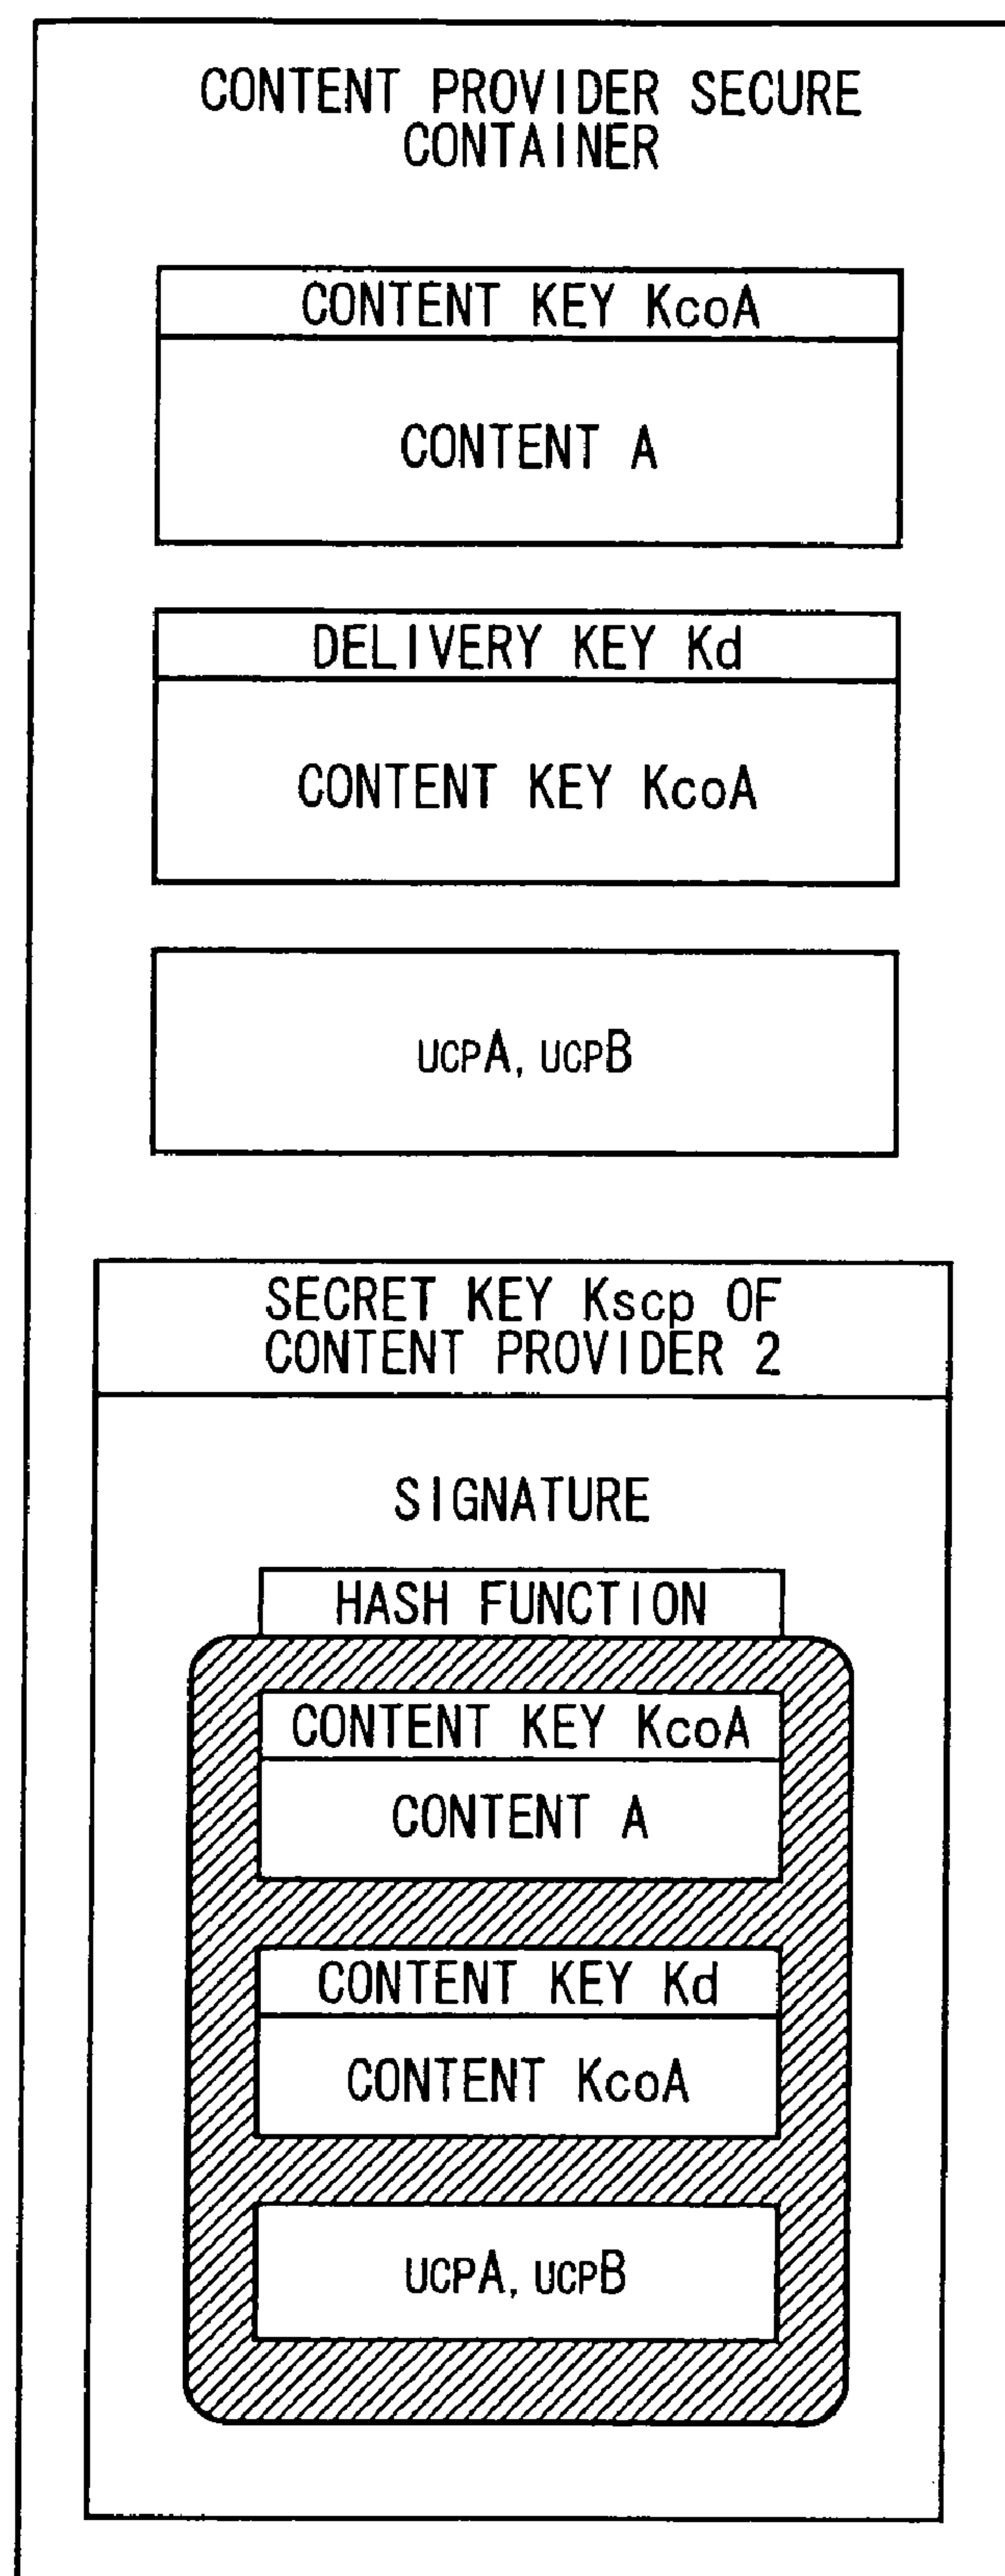 CONTENT PROVIDER SECURE
CONTAINER
CONTENT KEY KcoA
CONTENT A
DELIVERY KEY Kd
CONTENT KEY KcoA
UCPA, UCPB
SECRET KEY Kscp OF
CONTENT PROVIDER 2
SIGNATURE
HASH FUNCTION
CONTENT KEY KcoA
CONTENT A
CONTENT KEY Kd
CONTENT KcoA
UCPA, UCPB